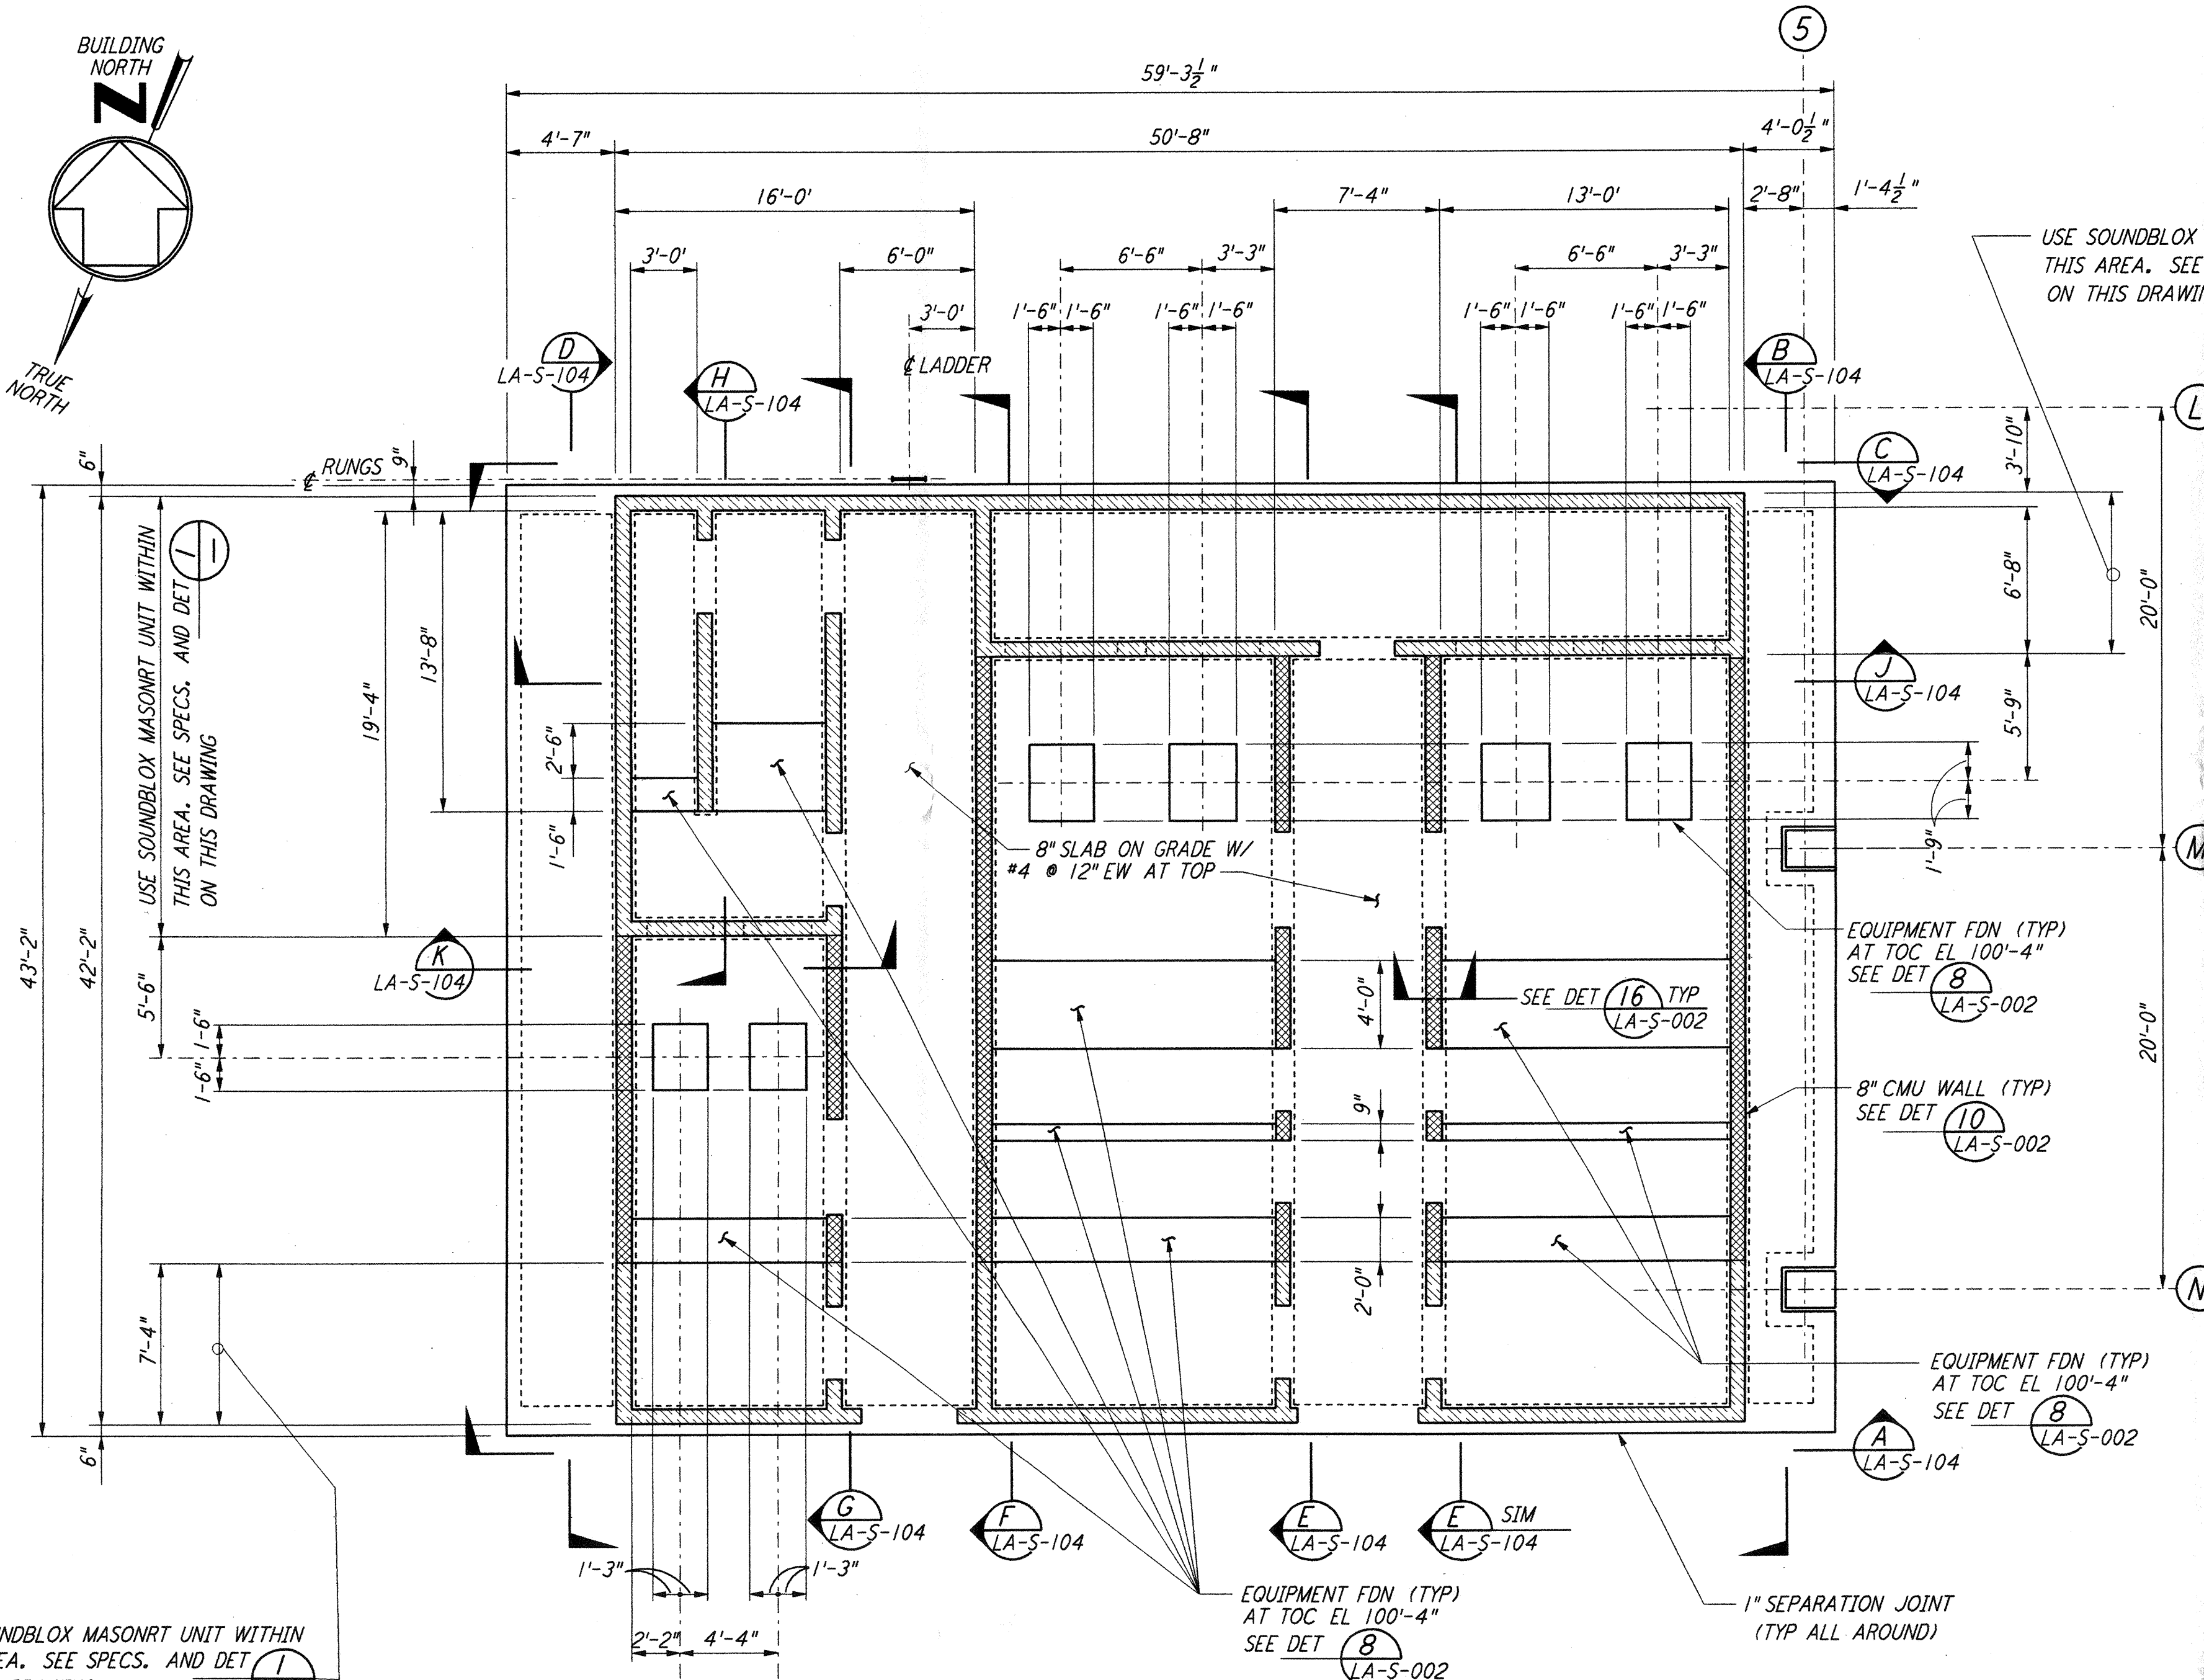 BUILDING
NORTH
N
TRUE
NORTH
5
59'-3½"
4'-7"
50'-8"
4'-0½"
16'-0'
7'-4"
13'-0'
2'-8"
1'-4½"
3'-0'
6'-0"
6'-6"
3'-3"
6'-6"
3'-3"
3'-0'
1'-6"
1'-6"
1'-6"
1'-6"
1'-6"
1'-6"
1'-6"
1'-6"
USE SOUNDBLOX
THIS AREA. SEE
ON THIS DRAWIN
D
LA-S-104
H
LA-S-104
℄ LADDER
B
LA-S-104
L
C
LA-S-104
3'-10"
6"
℄ RUNGS
9"
USE SOUNDBLOX MASONRT UNIT WITHIN
THIS AREA. SEE SPECS. AND DET 1
ON THIS DRAWING
43'-2"
42'-2"
19'-4"
13'-8"
6'-8"
20'-0"
J
LA-S-104
5'-9"
2'-6"
1'-6"
8" SLAB ON GRADE W/
#4 @ 12" EW AT TOP
1'-9"
M
EQUIPMENT FDN (TYP)
AT TOC EL 100'-4"
SEE DET 8
LA-S-002
K
LA-S-104
5'-6"
1-6"
1-6"
4'-0"
SEE DET 16 TYP
LA-S-002
20'-0"
9"
8" CMU WALL (TYP)
SEE DET 10
LA-S-002
2'-0"
7'-4"
N
EQUIPMENT FDN (TYP)
AT TOC EL 100'-4"
SEE DET 8
LA-S-002
6"
A
LA-S-104
G
LA-S-104
F
LA-S-104
E
LA-S-104
E SIM
LA-S-104
1'-3"
1'-3"
EQUIPMENT FDN (TYP)
AT TOC EL 100'-4"
SEE DET 8
LA-S-002
1" SEPARATION JOINT
(TYP ALL AROUND)
2'-2"
4'-4"
NDBLOX MASONRT UNIT WITHIN
EA. SEE SPECS. AND DET 1